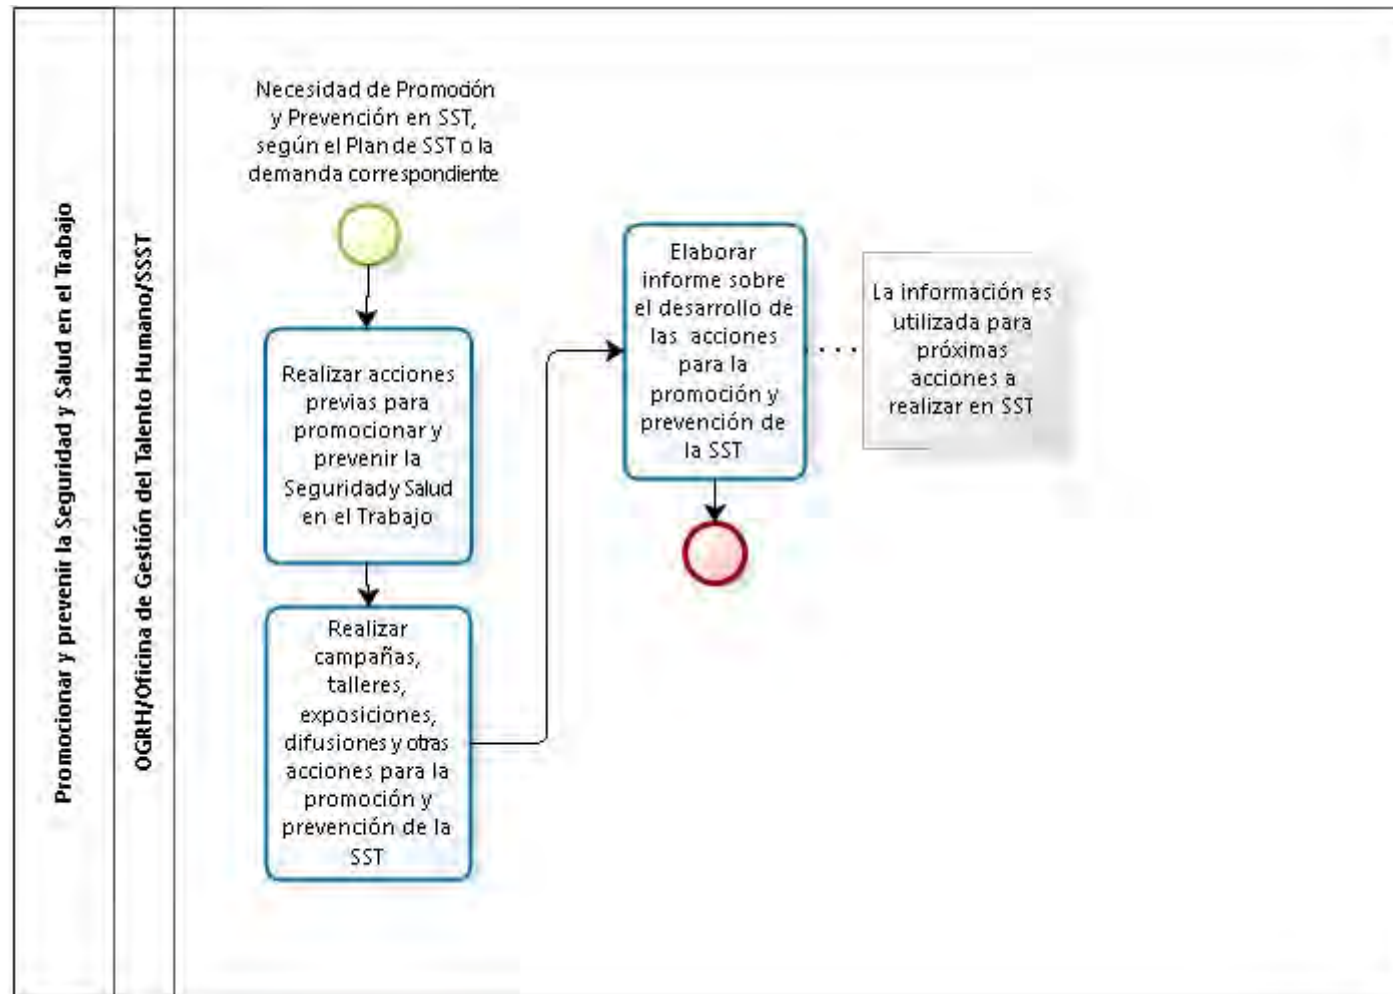 Promocionar y prevenir la Seguridad y Salud en el Trabajo
OGRH/Oficina de Gestión del Talento Humano/SSST
Necesidad de Promoción
y Prevención en SST,
según el Plan de SST o la
demanda correspondiente
Realizar acciones
previas para
promocionar y
prevenir la
Seguridad y Salud
en el Trabajo
Realizar
campañas,
talleres,
exposiciones,
difusiones y otras
acciones para la
promoción y
prevención de la
SST
Elaborar
informe sobre
el desarrollo de
las acciones
para la
promoción y
prevención de
la SST
La información es
utilizada para
próximas
acciones a
realizar en SST